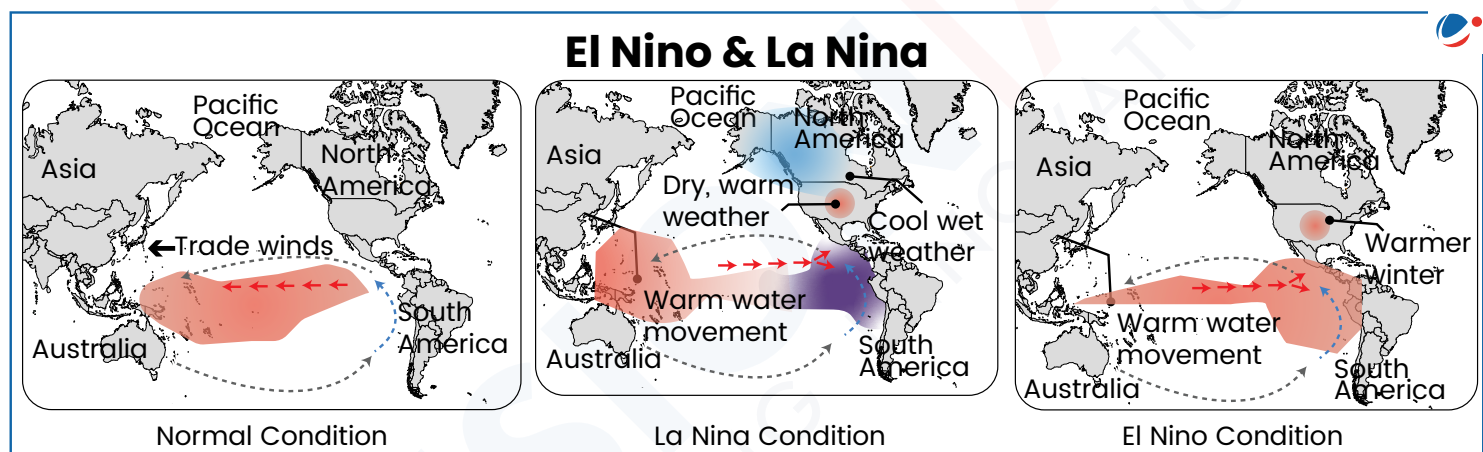 El Nino & La Nina
Pacific
Ocean
North
America
Asia
Trade winds
South
America
Australia
Normal Condition
Pacific
Ocean
North
America
Asia
Dry, warm
weather
Cool wet
weather
Warm water
movement
Australia
South
America
La Nina Condition
Pacific
Ocean
North
America
Asia
Warmer
winter
Warm water
movement
Australia
South
America
El Nino Condition